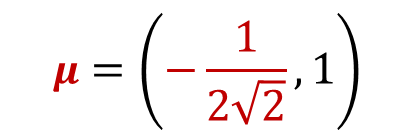 μ = (−1/(2√2), 1)